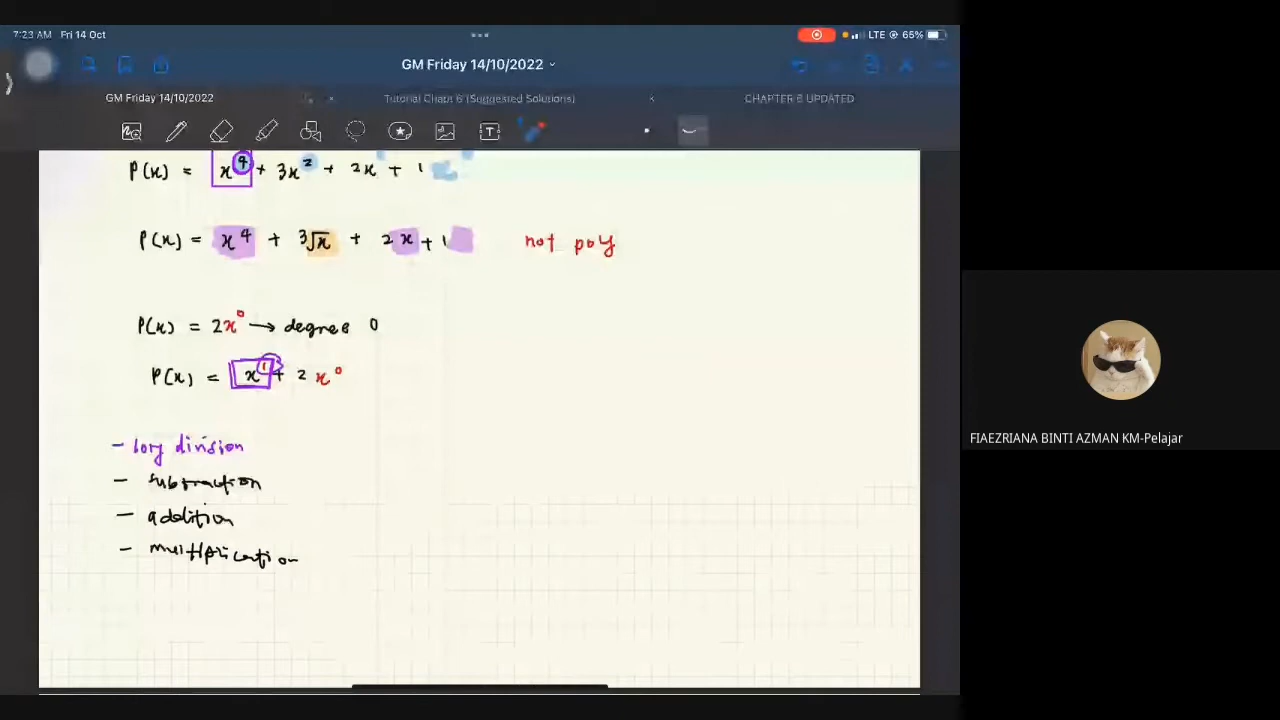 7:23 AM Fri 14 Oct
LTE 65%
GM Friday 14/10/2022
GM Friday 14/10/2022
Tutorial Chapt 6 (Suggested Solutions)
CHAPTER 6 UPDATED
P(x) = x⁴ + 3x² + 2x + 1
P(x) = x⁴ + 3√x + 2x + 1 not poly
P(x) = 2x⁰ → degree 0
P(x) = x¹ + 2x⁰
- long division
- subtraction
- addition
- multiplication
FIAEZRIANA BINTI AZMAN KM-Pelajar